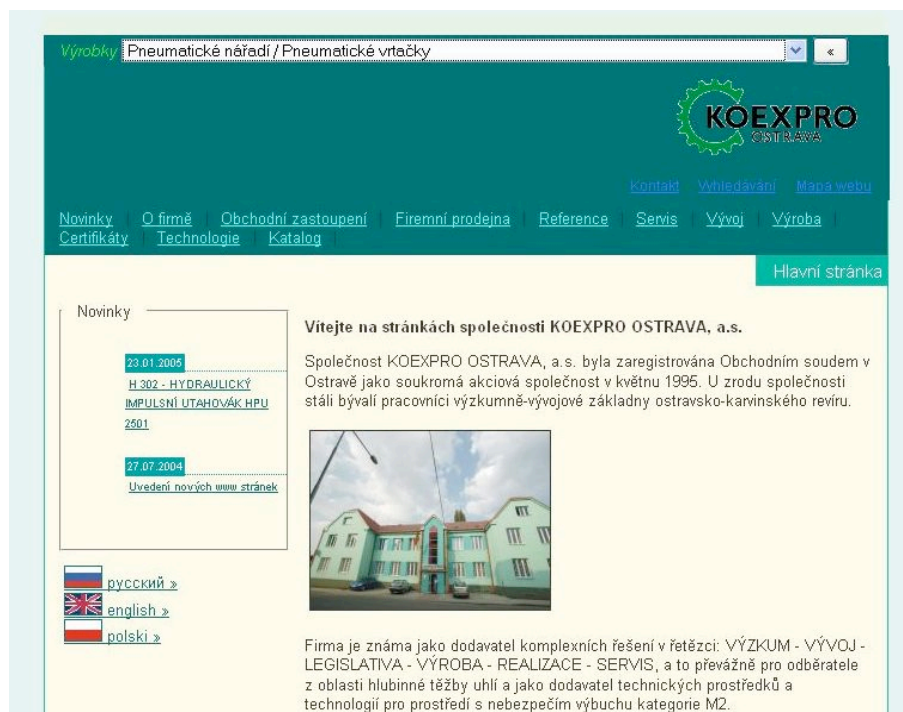 Výrobky Pneumatické nářadí / Pneumatické vrtačky «
KOEXPRO
OSTRAVA
Kontakt Vyhledávání Mapa webu
Novinky | O firmě | Obchodní zastoupení | Firemní prodejna | Reference | Servis | Vývoj | Výroba |
Certifikáty | Technologie | Katalog |
Hlavní stránka
Novinky
23.01.2005
H 302 - HYDRAULICKÝ
IMPULSNÍ UTAHOVÁK HPU
2501
27.07.2004
Uvedení nových www stránek
русский »
english »
polski »
Vítejte na stránkách společnosti KOEXPRO OSTRAVA, a.s.
Společnost KOEXPRO OSTRAVA, a.s. byla zaregistrována Obchodním soudem v
Ostravě jako soukromá akciová společnost v květnu 1995. U zrodu společnosti
stáli bývalí pracovníci výzkumně-vývojové základny ostravsko-karvinského revíru.
Firma je známa jako dodavatel komplexních řešení v řetězci: VÝZKUM - VÝVOJ -
LEGISLATIVA - VÝROBA - REALIZACE - SERVIS, a to převážně pro odběratele
z oblasti hlubinné těžby uhlí a jako dodavatel technických prostředků a
technologií pro prostředí s nebezpečím výbuchu kategorie M2.